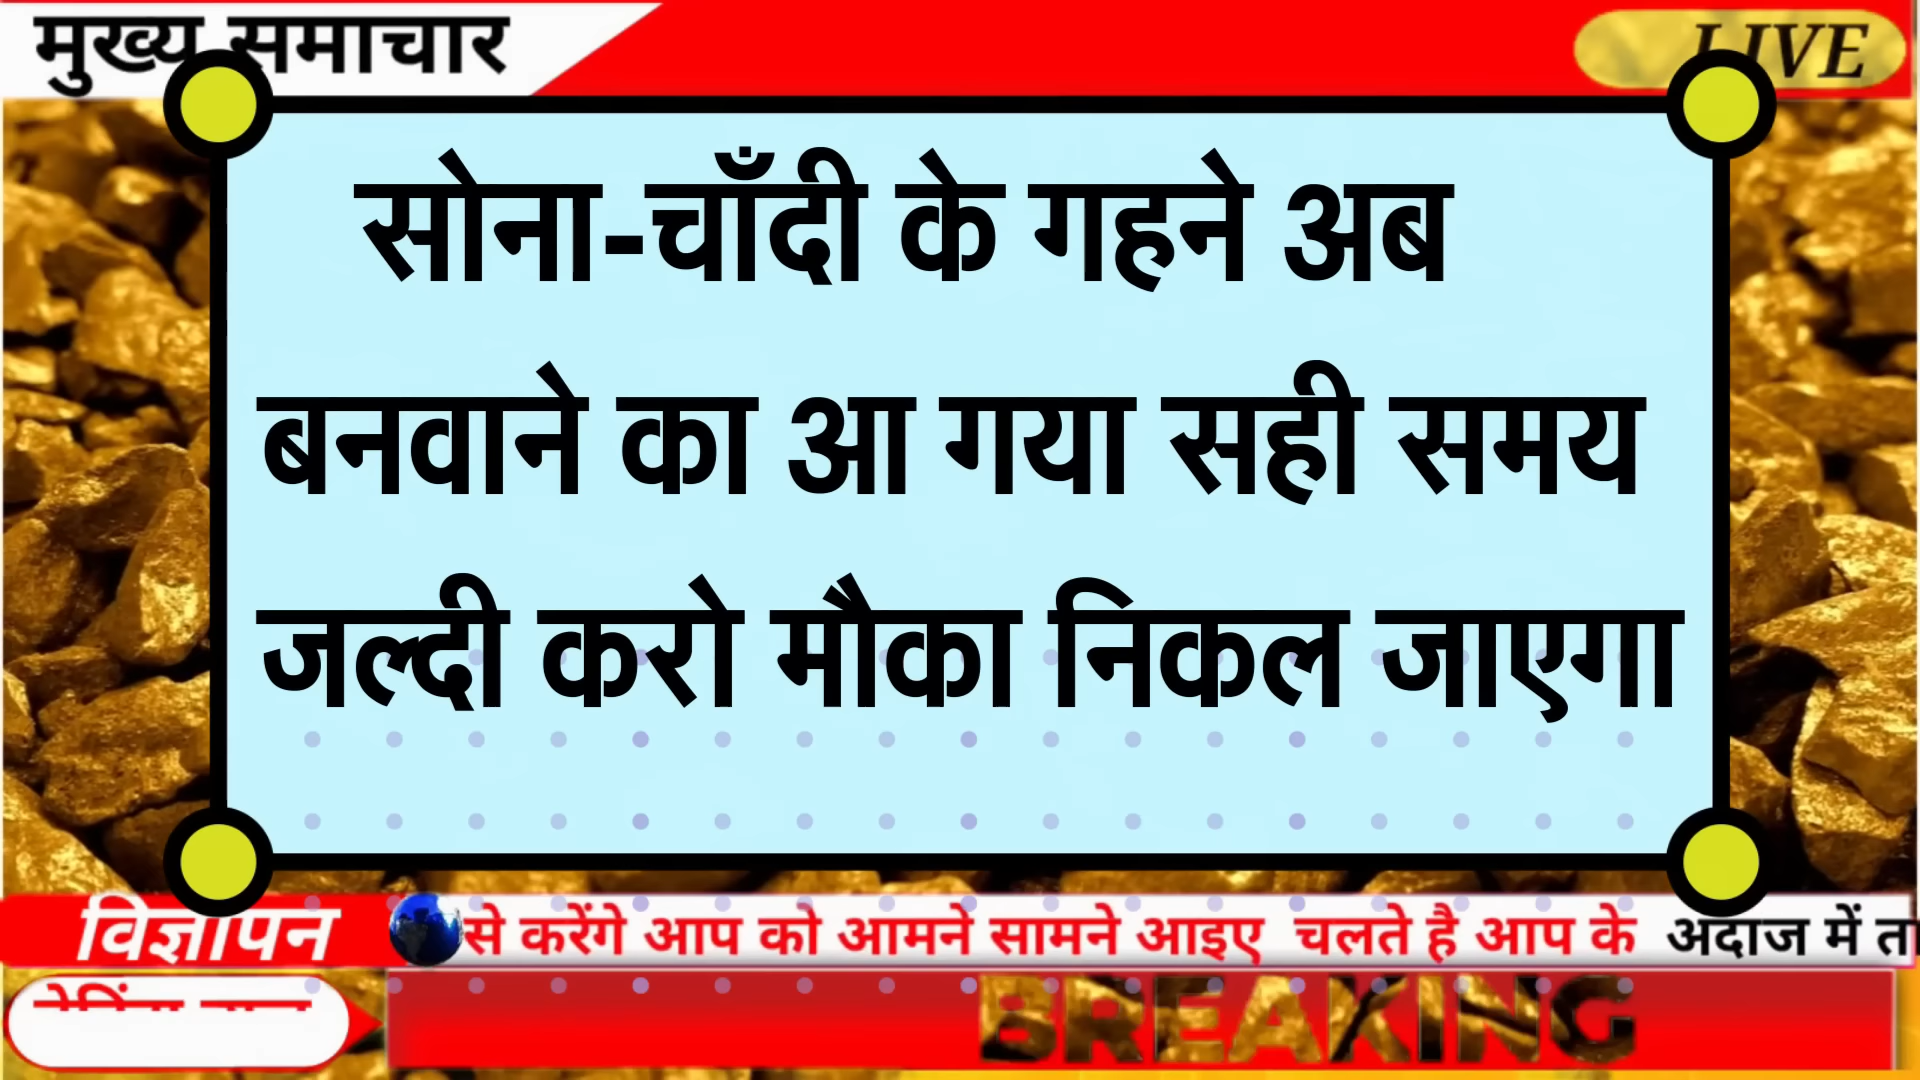 मुख्य समाचार
LIVE
सोना-चाँदी के गहने अब
बनवाने का आ गया सही समय
जल्दी करो मौका निकल जाएगा
विज्ञापन
से करेंगे आप को आमने सामने आइए चलते है आप के अंदाज में
BREAKING